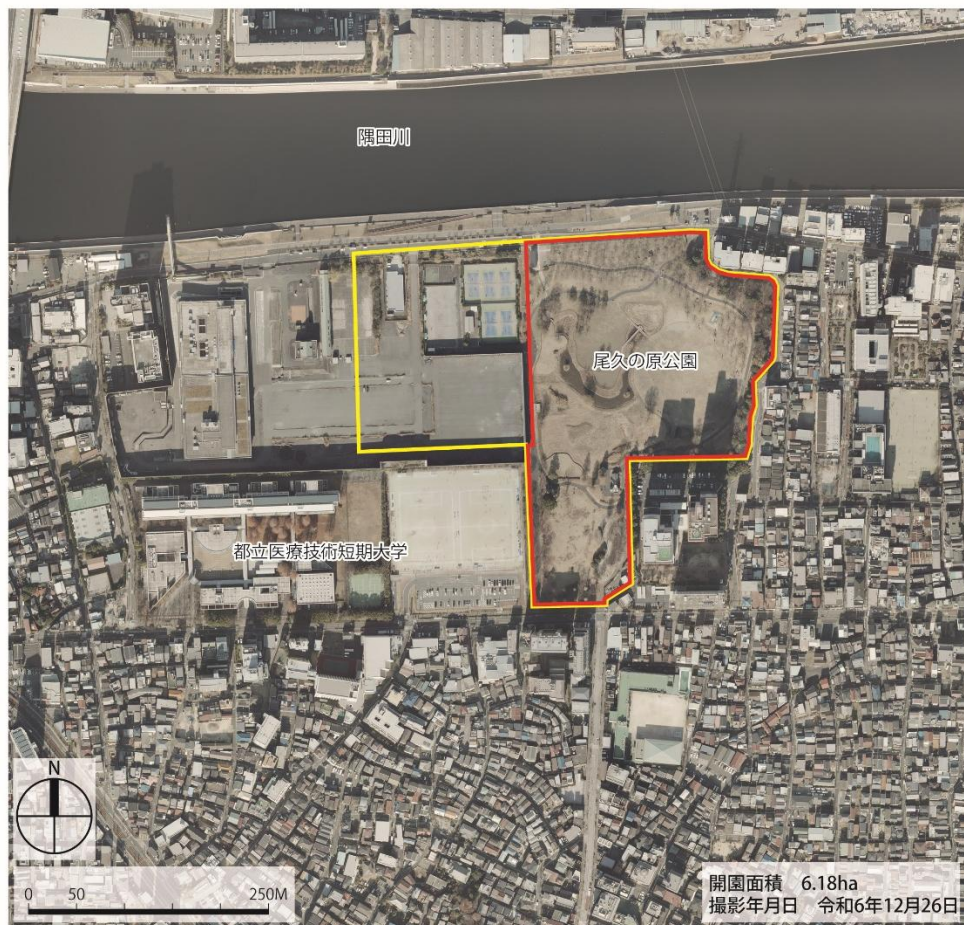 隅田川
尾久の原公園
都立医療技術短期大学
N
0 50 250M
開園面積 6.18ha
撮影年月日 令和6年12月26日